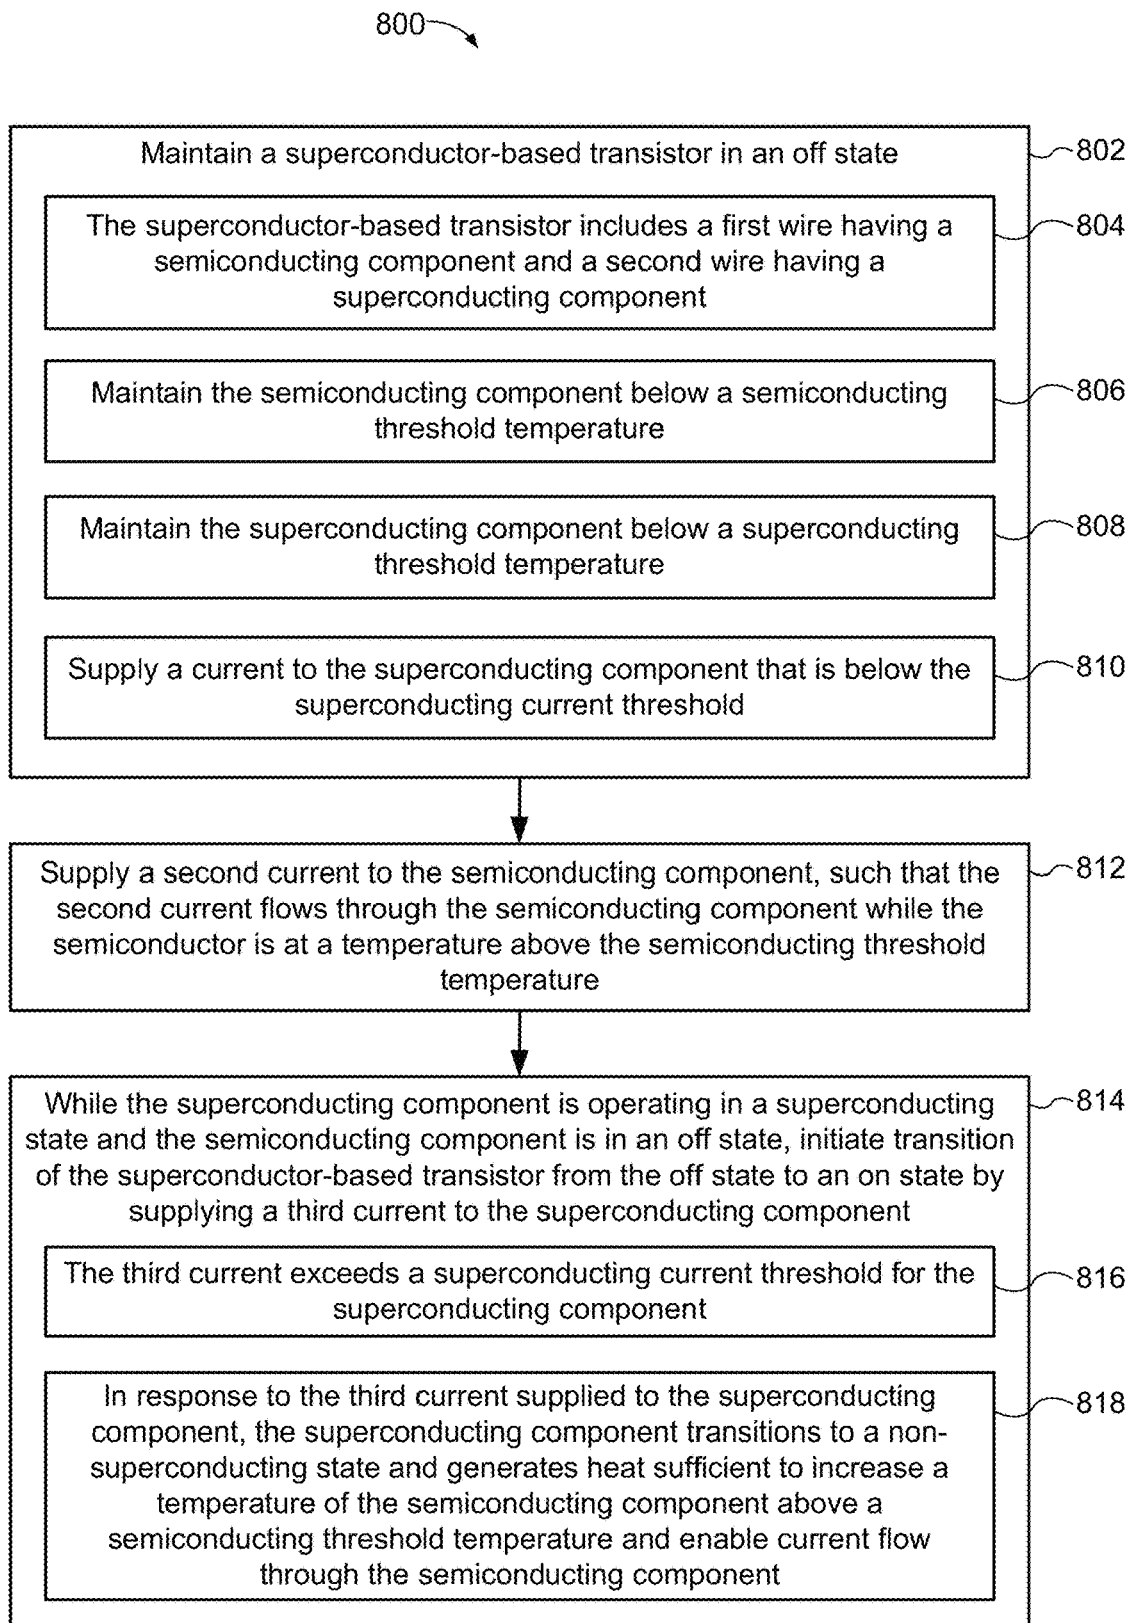 800
Maintain a superconductor-based transistor in an off state
802
The superconductor-based transistor includes a first wire having a
semiconducting component and a second wire having a
superconducting component
804
Maintain the semiconducting component below a semiconducting
threshold temperature
806
Maintain the superconducting component below a superconducting
threshold temperature
808
Supply a current to the superconducting component that is below the
superconducting current threshold
810
Supply a second current to the semiconducting component, such that the
second current flows through the semiconducting component while the
semiconductor is at a temperature above the semiconducting threshold
temperature
812
While the superconducting component is operating in a superconducting
state and the semiconducting component is in an off state, initiate transition
of the superconductor-based transistor from the off state to an on state by
supplying a third current to the superconducting component
814
The third current exceeds a superconducting current threshold for the
superconducting component
816
In response to the third current supplied to the superconducting
component, the superconducting component transitions to a non-
superconducting state and generates heat sufficient to increase a
temperature of the semiconducting component above a
semiconducting threshold temperature and enable current flow
through the semiconducting component
818